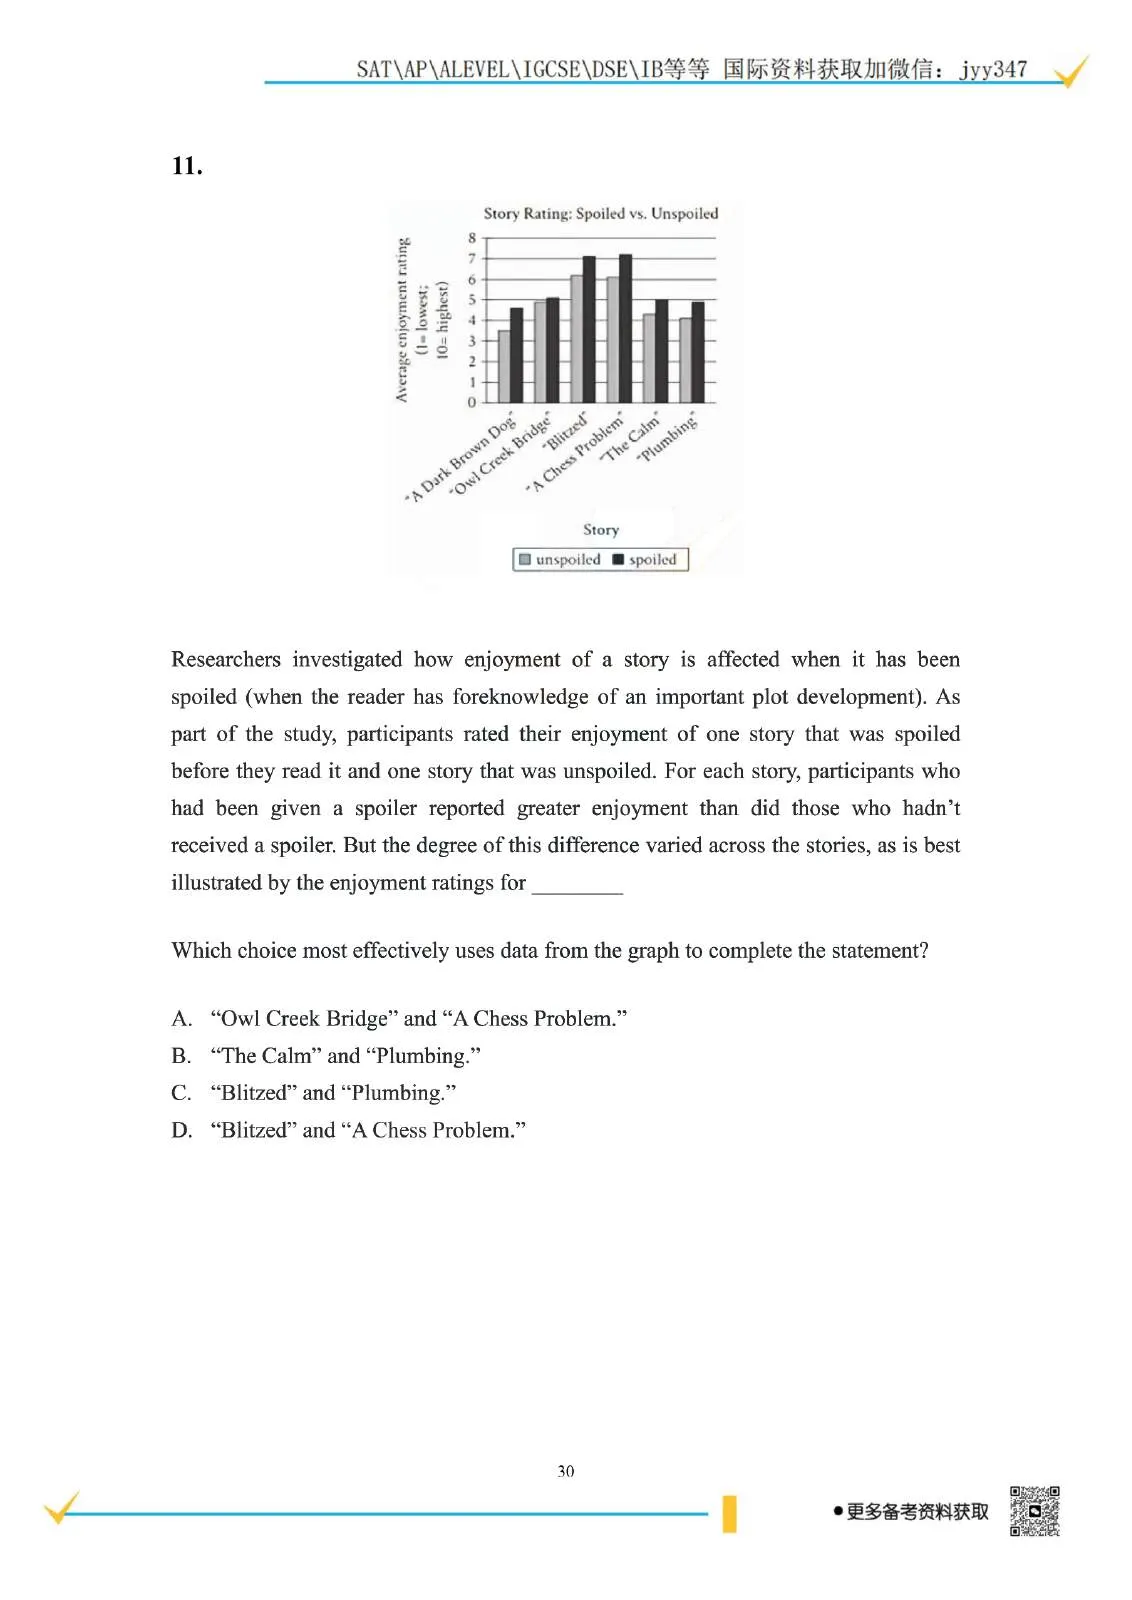 SAT\AP\ALEVEL\IGCSE\DSE\IB等等 国际资料获取加微信：jyy347
11.
Story Rating: Spoiled vs. Unspoiled
Average enjoyment rating
(1= lowest;
10= highest)
8
7
6
5
4
3
2
1
0
"A Dark Brown Dog"
"Owl Creek Bridge"
"Blitzed"
"A Chess Problem"
"The Calm"
"Plumbing"
Story
unspoiled spoiled
Researchers investigated how enjoyment of a story is affected when it has been
spoiled (when the reader has foreknowledge of an important plot development). As
part of the study, participants rated their enjoyment of one story that was spoiled
before they read it and one story that was unspoiled. For each story, participants who
had been given a spoiler reported greater enjoyment than did those who hadn’t
received a spoiler. But the degree of this difference varied across the stories, as is best
illustrated by the enjoyment ratings for ________
Which choice most effectively uses data from the graph to complete the statement?
A. “Owl Creek Bridge” and “A Chess Problem.”
B. “The Calm” and “Plumbing.”
C. “Blitzed” and “Plumbing.”
D. “Blitzed” and “A Chess Problem.”
30
●更多备考资料获取